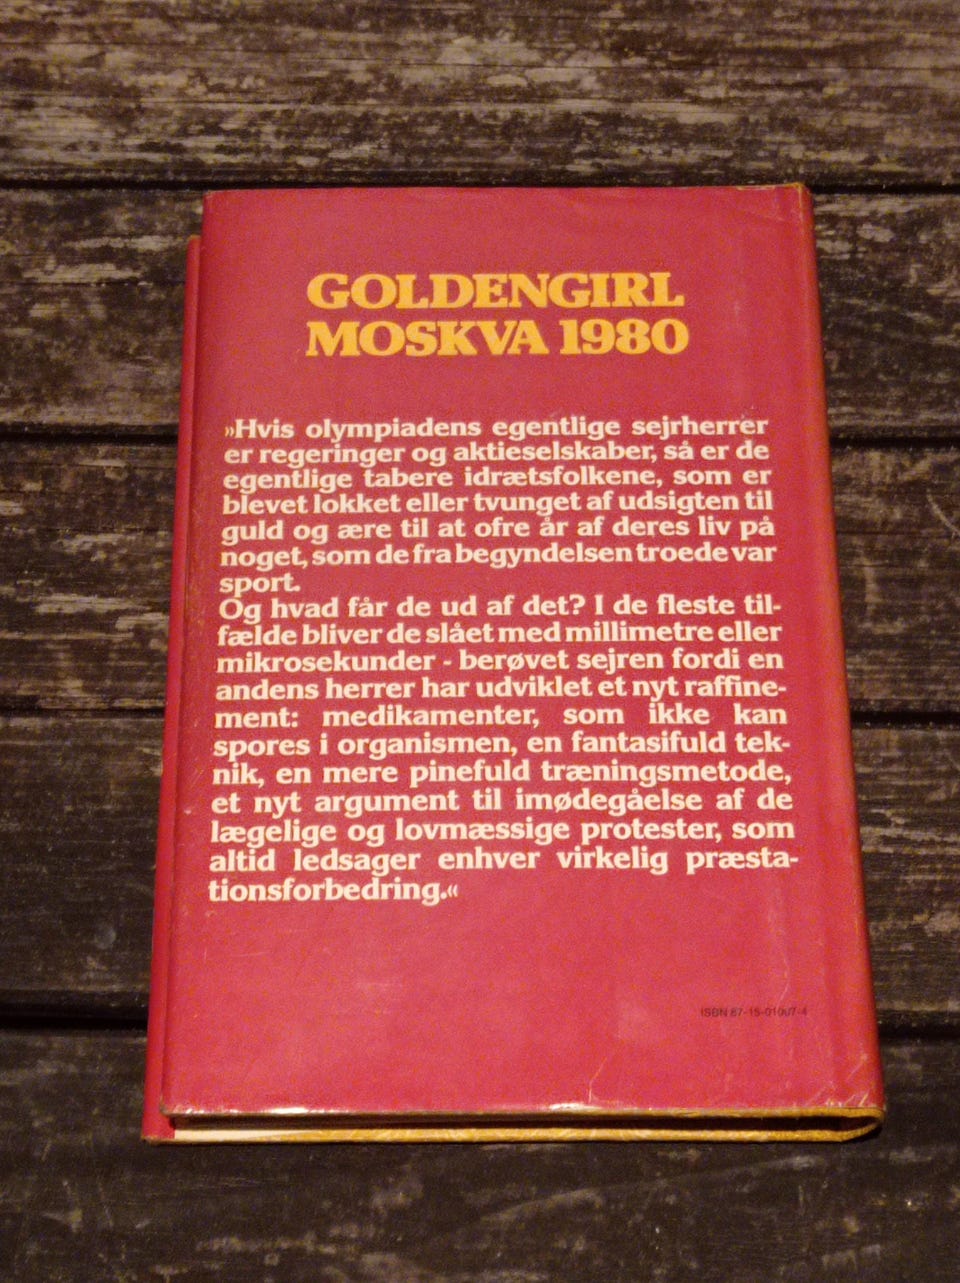 GOLDENGIRL
MOSKVA 1980
»Hvis olympiadens egentlige sejrherrer
er regeringer og aktieselskaber, så er de
egentlige tabere idrætsfolkene, som er
blevet lokket eller tvunget af udsigten til
guld og ære til at ofre år af deres liv på
noget, som de fra begyndelsen troede var
sport.
Og hvad får de ud af det? I de fleste til-
fælde bliver de slået med millimetre eller
mikrosekunder - berøvet sejren fordi en
andens herrer har udviklet et nyt raffine-
ment: medikamenter, som ikke kan
spores i organismen, en fantasifuld tek-
nik, en mere pinefuld træningsmetode,
et nyt argument til imødegåelse af de
lægelige og lovmæssige protester, som
altid ledsager enhver virkelig præsta-
tionsforbedring.«
ISBN 87-15-01007-4